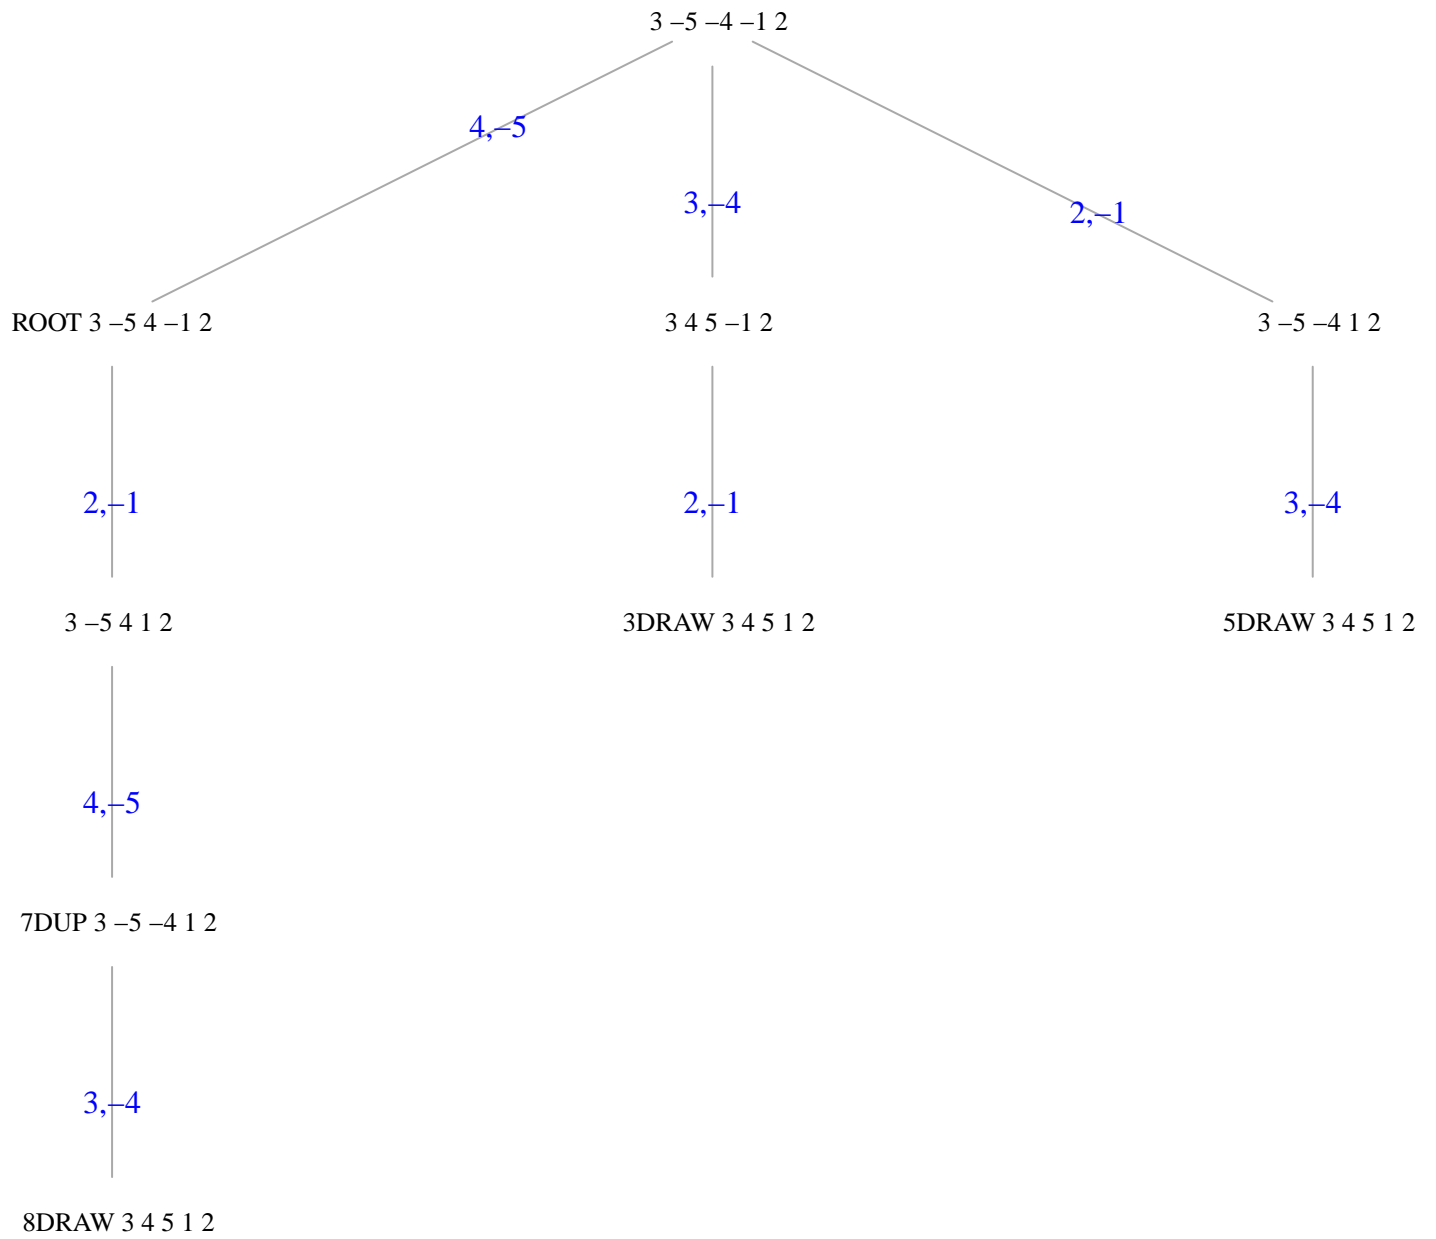 3 –5 –4 –1 2
4,–5
3,–4
2,–1
ROOT 3 –5 4 –1 2
3 4 5 –1 2
3 –5 –4 1 2
2,–1
2,–1
3,–4
3 –5 4 1 2
3DRAW 3 4 5 1 2
5DRAW 3 4 5 1 2
4,–5
7DUP 3 –5 –4 1 2
3,–4
8DRAW 3 4 5 1 2